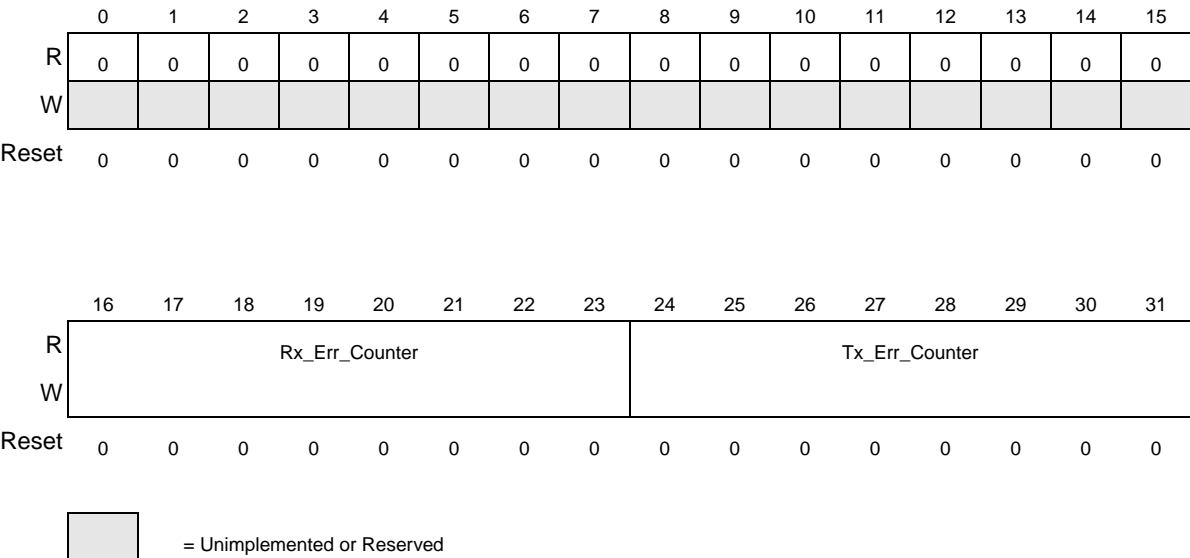 0 1 2 3 4 5 6 7 8 9 10 11 12 13 14 15
R 0 0 0 0 0 0 0 0 0 0 0 0 0 0 0 0
W
Reset 0 0 0 0 0 0 0 0 0 0 0 0 0 0 0 0
16 17 18 19 20 21 22 23 24 25 26 27 28 29 30 31
R Rx_Err_Counter Tx_Err_Counter
W
Reset 0 0 0 0 0 0 0 0 0 0 0 0 0 0 0 0
= Unimplemented or Reserved